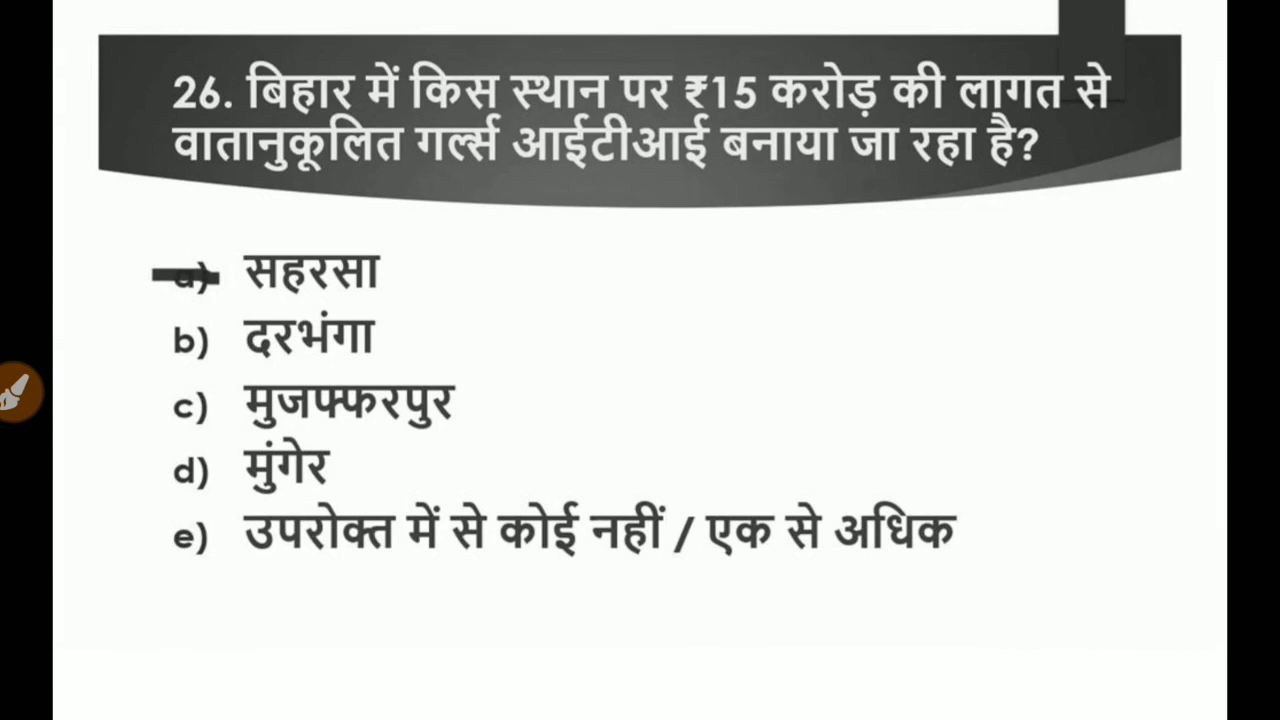 26. बिहार में किस स्थान पर ₹15 करोड़ की लागत से
वातानुकूलित गर्ल्स आईटीआई बनाया जा रहा है?
a) सहरसा
b) दरभंगा
c) मुजफ्फरपुर
d) मुंगेर
e) उपरोक्त में से कोई नहीं / एक से अधिक